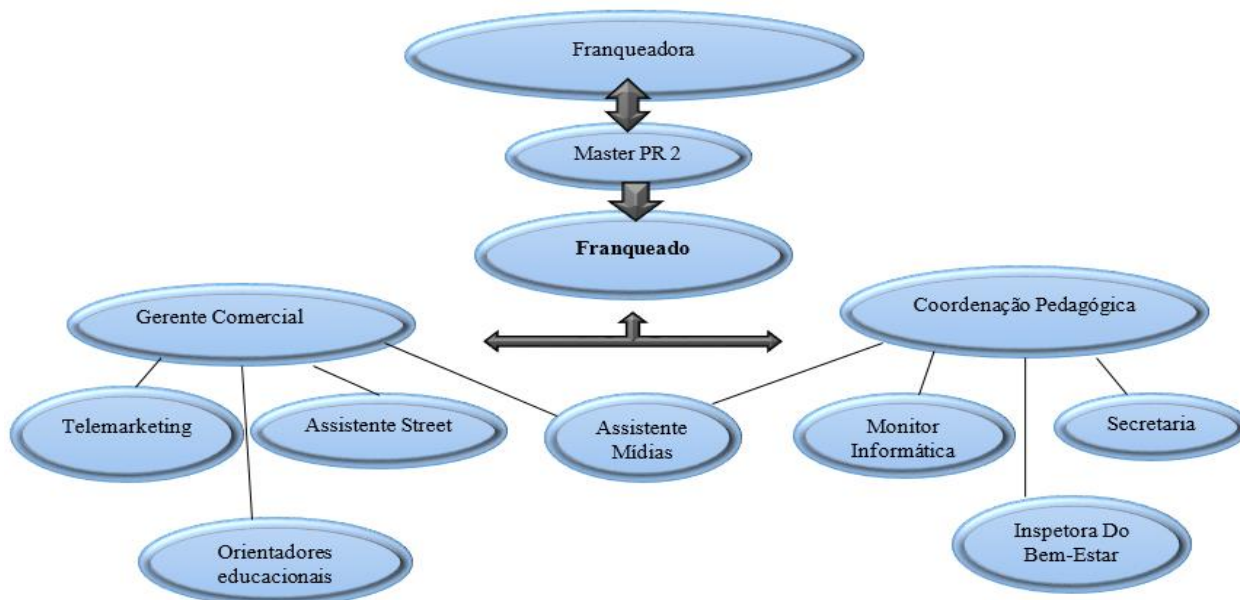 Franqueadora
Master PR 2
Franqueado
Gerente Comercial
Coordenação Pedagógica
Telemarketing
Assistente Street
Assistente
Mídias
Monitor
Informática
Secretaria
Orientadores
educacionais
Inspetora Do
Bem-Estar